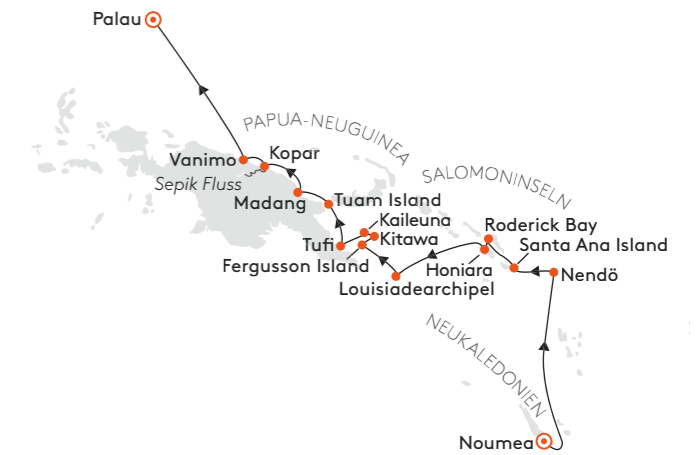 Palau
PAPUA-NEUGUINEA
Vanimo
Kopar
Sepik Fluss
SALOMONINSELN
Madang
Tuam Island
Kaileuna
Kitawa
Tufi
Fergusson Island
Roderick Bay
Santa Ana Island
Honiara
Nendö
Louisiadearchipel
NEUKALEDONIEN
Noumea